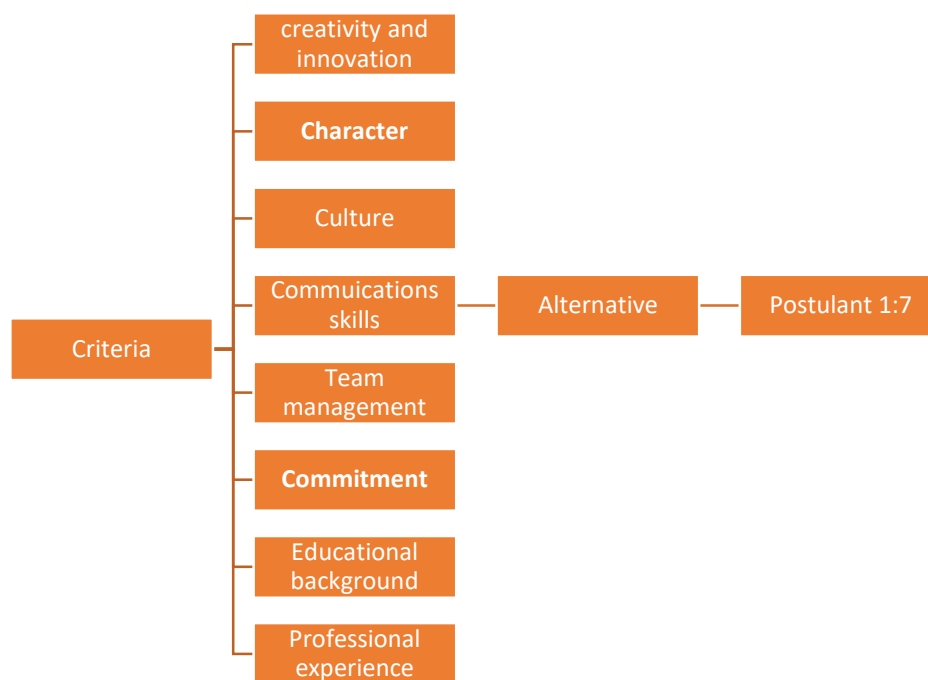 creativity and
innovation
Character
Culture
Commuications
skills
Alternative
Postulant 1:7
Criteria
Team
management
Commitment
Educational
background
Professional
experience